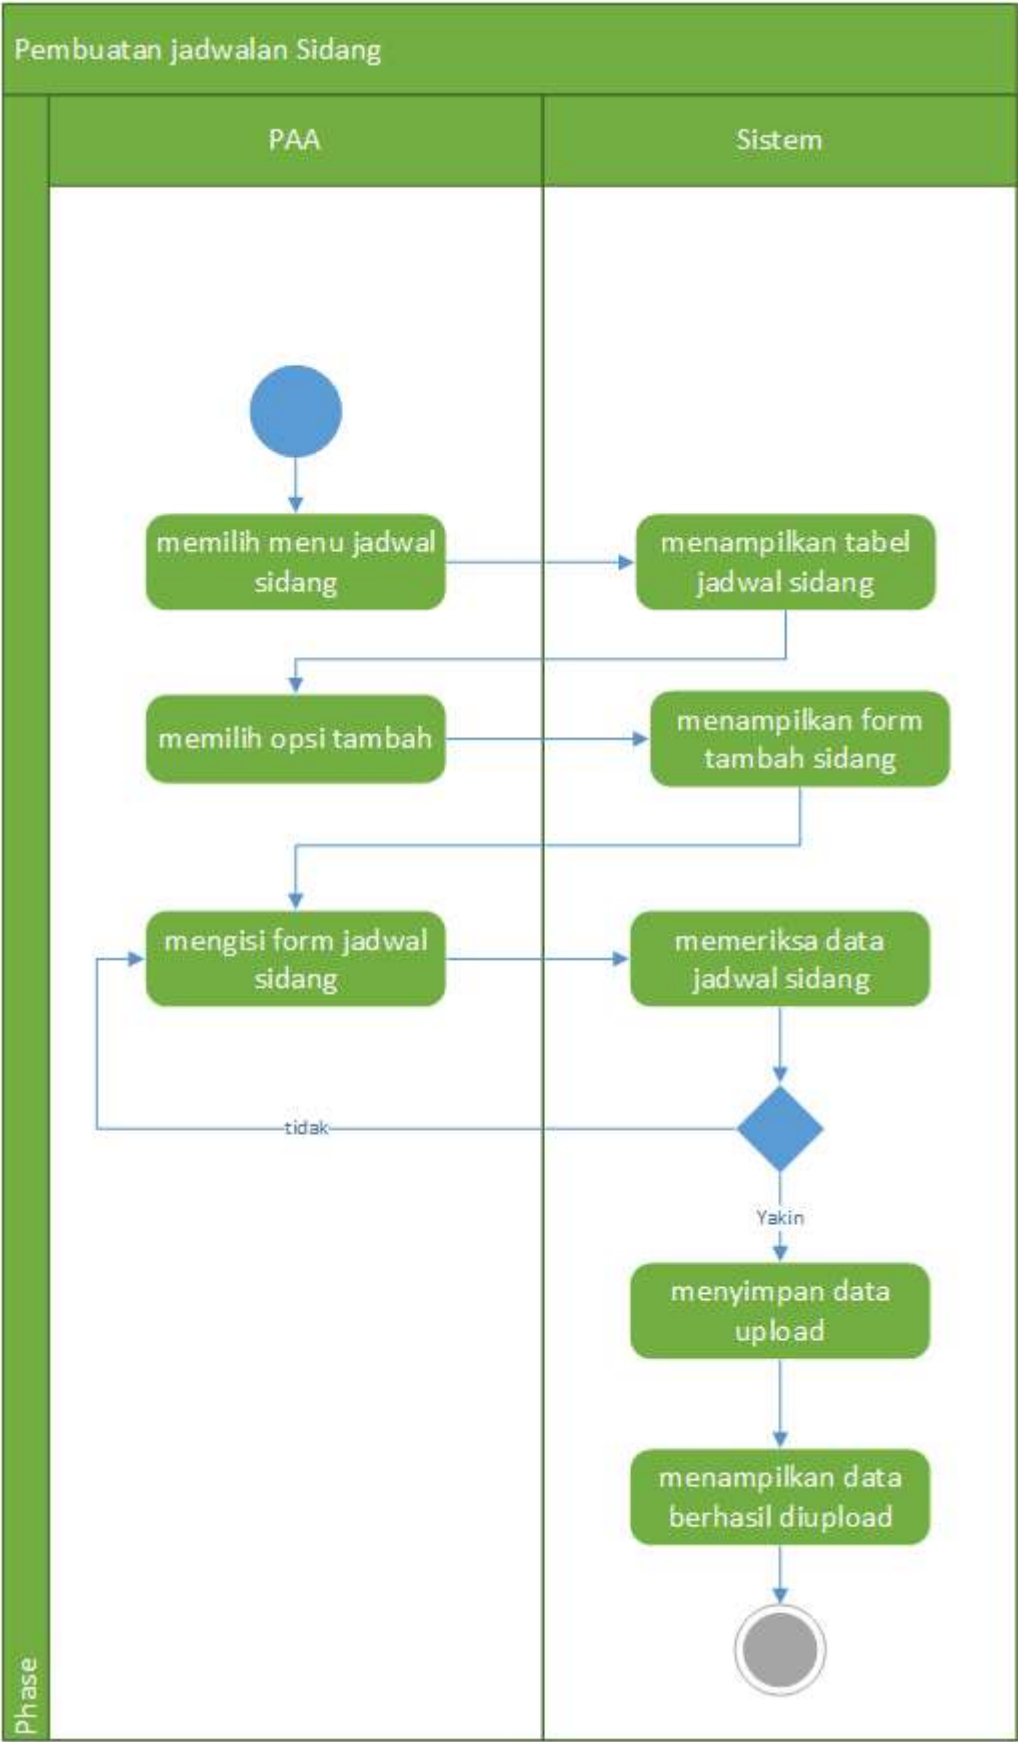 Pembuatan jadwalan Sidang
PAA
Sistem
memilih menu jadwal
sidang
menampilkan tabel
jadwal sidang
memilih opsi tambah
menampilkan form
tambah sidang
mengisi form jadwal
sidang
memeriksa data
jadwal sidang
tidak
Yakin
menyimpan data
upload
menampilkan data
berhasil diupload
Phase